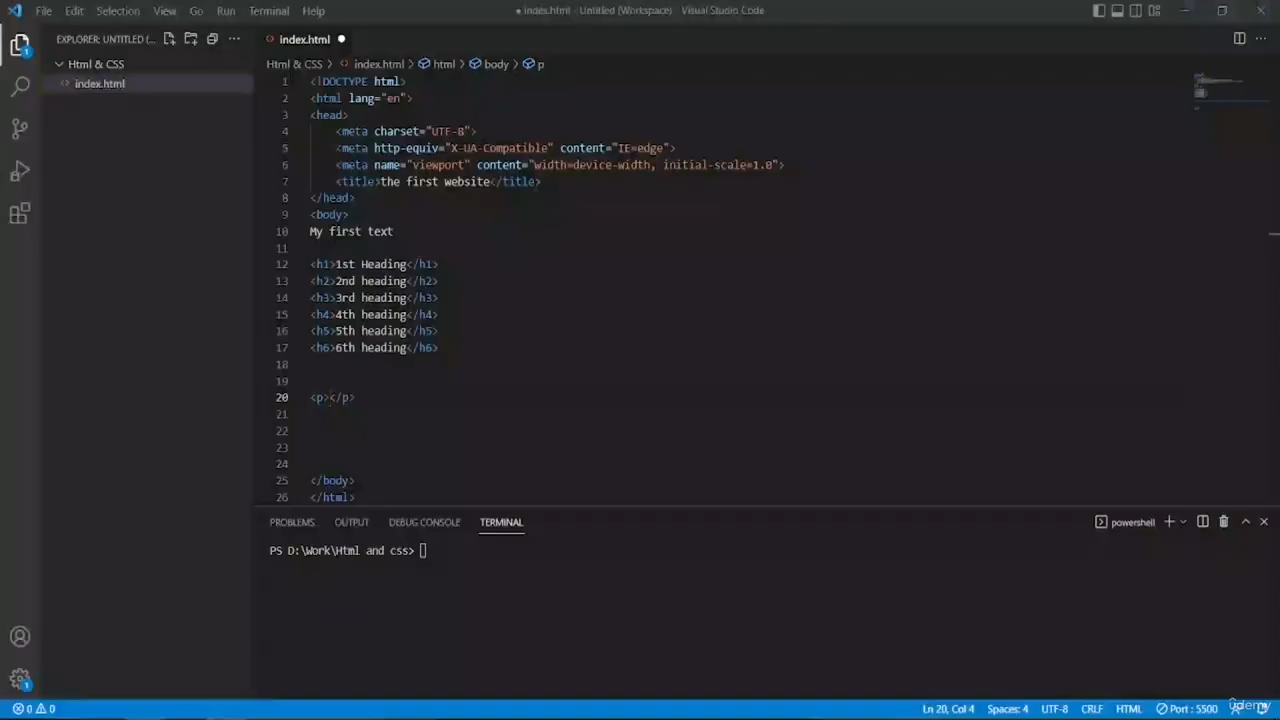 File Edit Selection View Go Run Terminal Help ● index.html - Untitled (Workspace) - Visual Studio Code
EXPLORER: UNTITLED (... ···
index.html ●
Html & CSS
index.html
Html & CSS > index.html > html > body > p
1 <!DOCTYPE html>
2 <html lang="en">
3 <head>
4 <meta charset="UTF-8">
5 <meta http-equiv="X-UA-Compatible" content="IE=edge">
6 <meta name="viewport" content="width=device-width, initial-scale=1.0">
7 <title>the first website</title>
8 </head>
9 <body>
10 My first text
11
12 <h1>1st Heading</h1>
13 <h2>2nd heading</h2>
14 <h3>3rd heading</h3>
15 <h4>4th heading</h4>
16 <h5>5th heading</h5>
17 <h6>6th heading</h6>
18
19
20 <p></p>
21
22
23
24
25 </body>
26 </html>
PROBLEMS OUTPUT DEBUG CONSOLE TERMINAL powershell
PS D:\Work\Html and css>
1
1
0 0 Ln 20, Col 4 Spaces: 4 UTF-8 CRLF HTML Port : 5500
Udemy